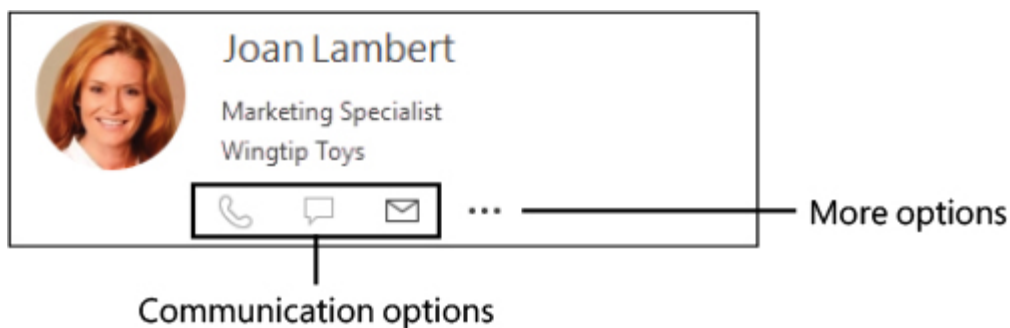 Joan Lambert
Marketing Specialist
Wingtip Toys
More options
Communication options